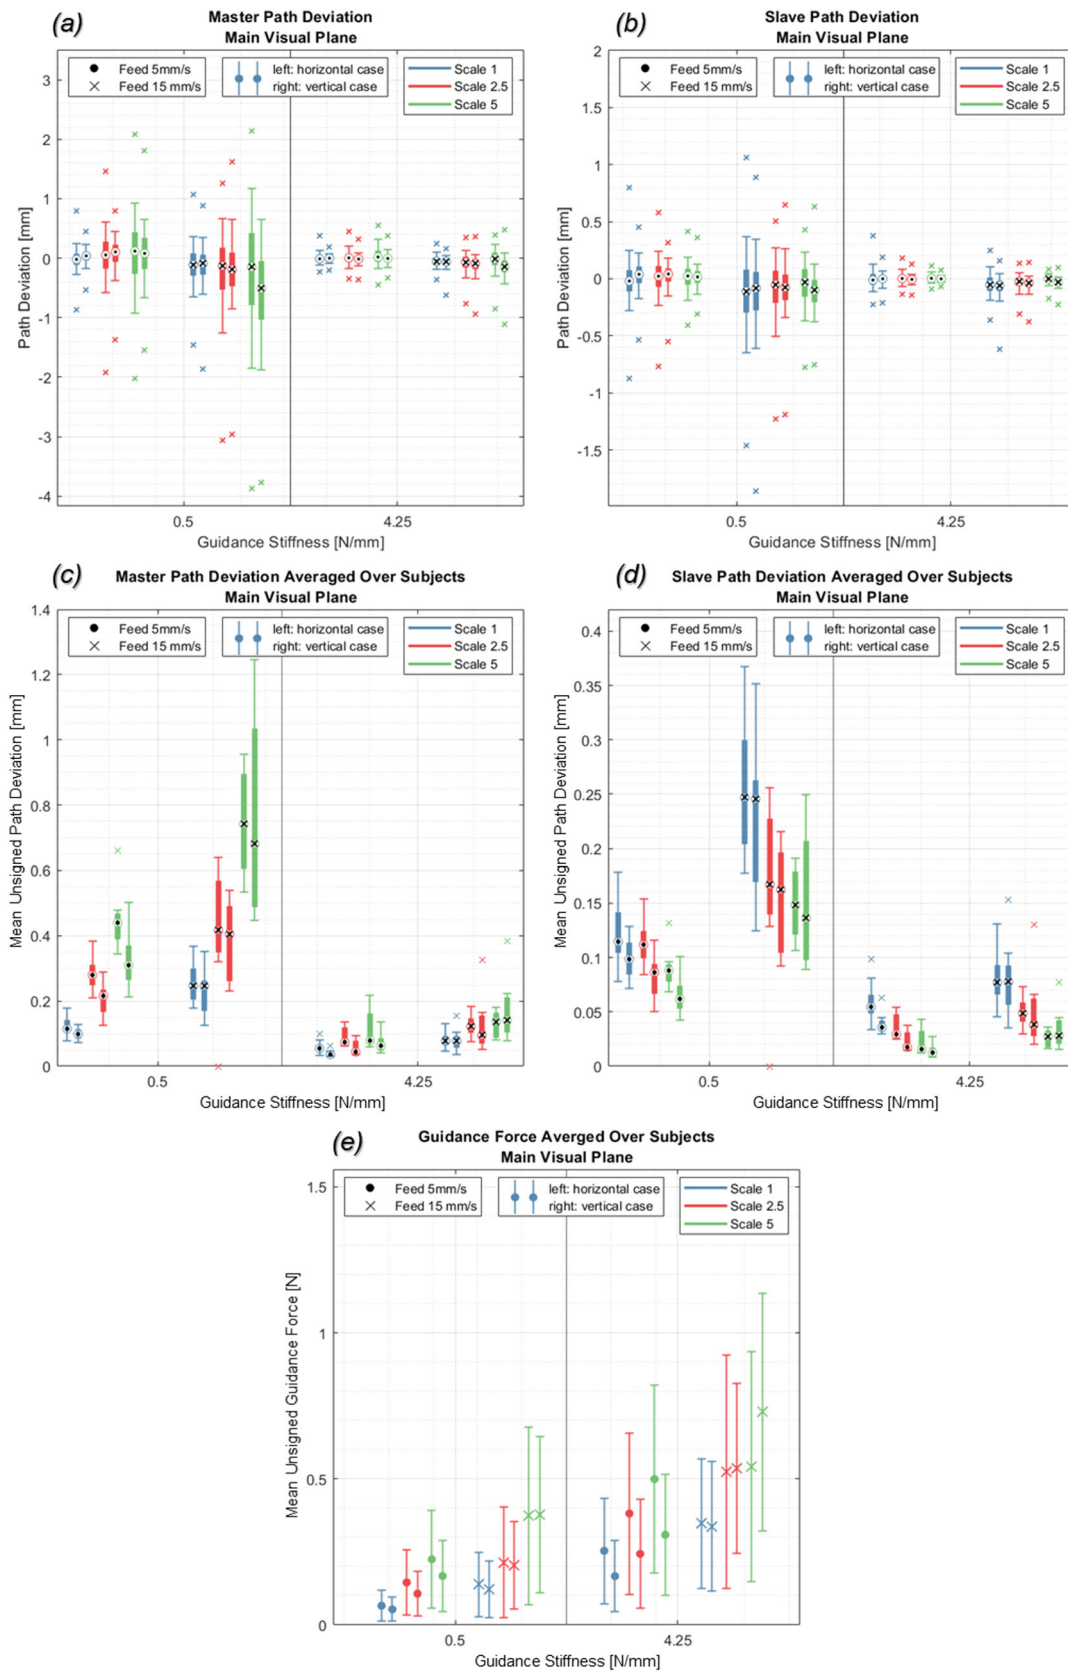 (a)
Master Path Deviation
Main Visual Plane
Feed 5mm/s
Feed 15 mm/s
left: horizontal case
right: vertical case
Scale 1
Scale 2.5
Scale 5
3
2
1
0
-1
-2
-3
-4
Path Deviation [mm]
0.5
4.25
Guidance Stiffness [N/mm]
(b)
Slave Path Deviation
Main Visual Plane
Feed 5mm/s
Feed 15 mm/s
left: horizontal case
right: vertical case
Scale 1
Scale 2.5
Scale 5
2
1.5
1
0.5
0
-0.5
-1
-1.5
Path Deviation [mm]
0.5
4.25
Guidance Stiffness [N/mm]
(c)
Master Path Deviation Averaged Over Subjects
Main Visual Plane
Feed 5mm/s
Feed 15 mm/s
left: horizontal case
right: vertical case
Scale 1
Scale 2.5
Scale 5
1.4
1.2
1
0.8
0.6
0.4
0.2
0
Mean Unsigned Path Deviation [mm]
0.5
4.25
Guidance Stiffness [N/mm]
(d)
Slave Path Deviation Averaged Over Subjects
Main Visual Plane
Feed 5mm/s
Feed 15 mm/s
left: horizontal case
right: vertical case
Scale 1
Scale 2.5
Scale 5
0.4
0.35
0.3
0.25
0.2
0.15
0.1
0.05
0
Mean Unsigned Path Deviation [mm]
0.5
4.25
Guidance Stiffness [N/mm]
(e)
Guidance Force Averged Over Subjects
Main Visual Plane
Feed 5mm/s
Feed 15 mm/s
left: horizontal case
right: vertical case
Scale 1
Scale 2.5
Scale 5
1.5
1
0.5
0
Mean Unsigned Guidance Force [N]
0.5
4.25
Guidance Stiffness [N/mm]